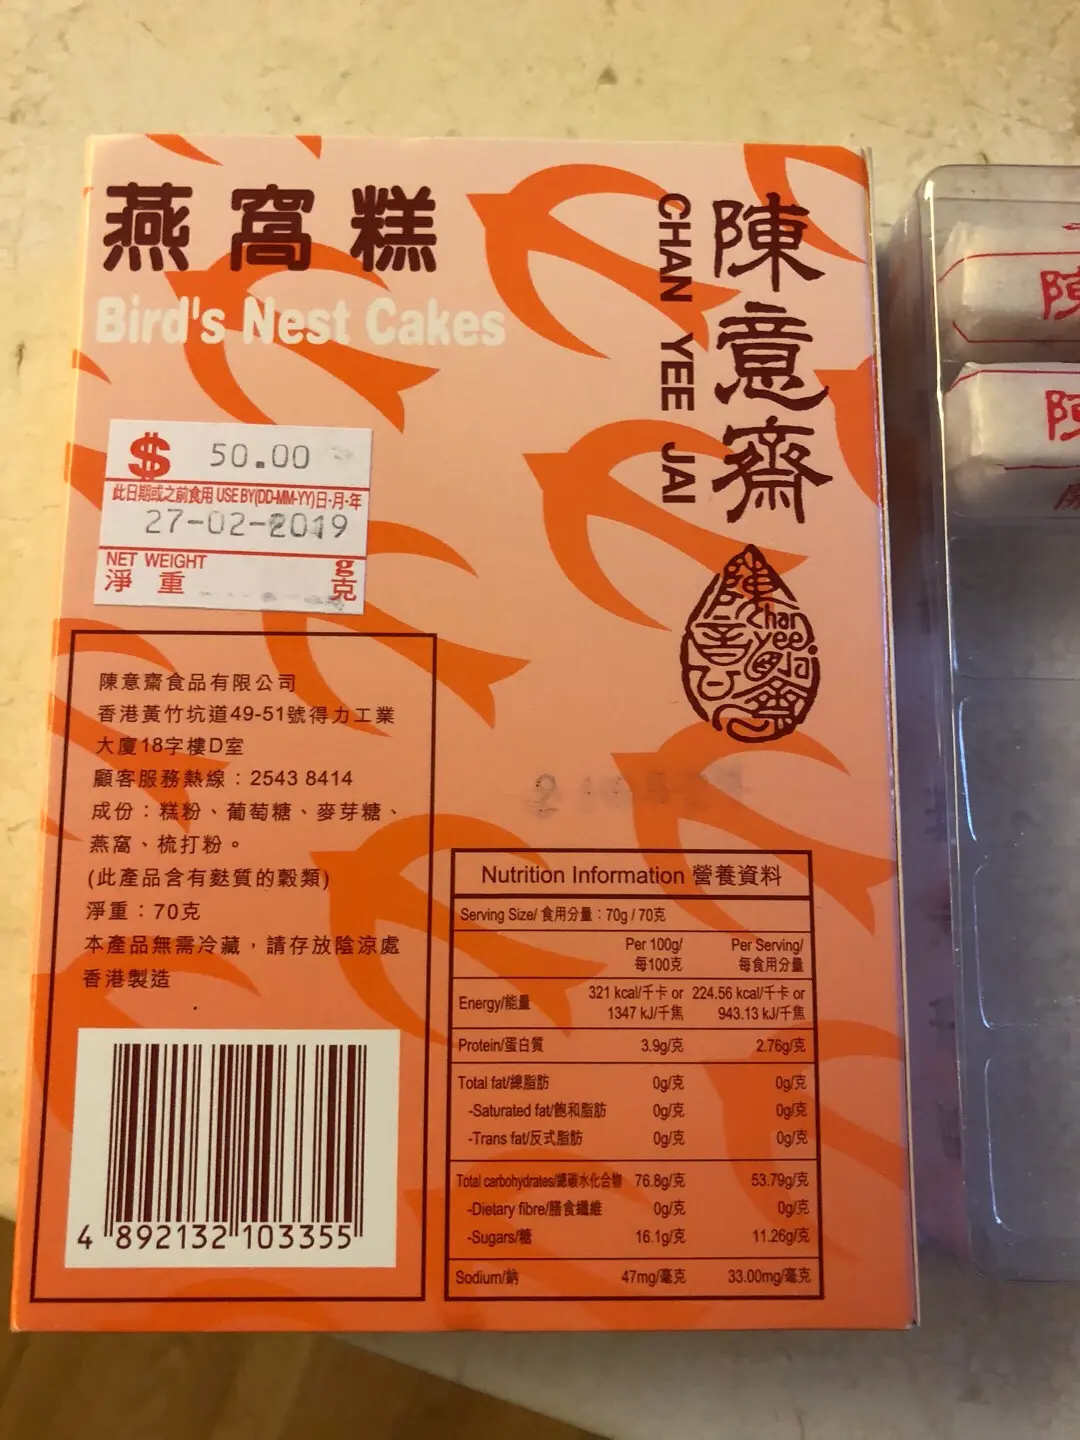 燕窩糕
Bird's Nest Cakes
陳意齋
CHAN YEE JAI
$ 50.00
此日期或之前食用 USE BY(DD-MM-YY)日-月-年
27-02-2019
NET WEIGHT
淨重
g
克
陳意齋
chan
yee
jai
陳意齋食品有限公司
香港黃竹坑道49-51號得力工業
大廈18字樓D室
顧客服務熱線：2543 8414
成份：糕粉、葡萄糖、麥芽糖、
燕窩、梳打粉。
(此產品含有麩質的穀類)
淨重：70克
本產品無需冷藏，請存放陰涼處
香港製造
4 892132 103355
Nutrition Information 營養資料
Serving Size/ 食用分量：70g / 70克
Per 100g/ Per Serving/
每100克 每食用分量
Energy/能量 321 kcal/千卡 or 224.56 kcal/千卡 or
1347 kJ/千焦 943.13 kJ/千焦
Protein/蛋白質 3.9g/克 2.76g/克
Total fat/總脂肪 0g/克 0g/克
-Saturated fat/飽和脂肪 0g/克 0g/克
-Trans fat/反式脂肪 0g/克 0g/克
Total carbohydrates/總碳水化合物 76.8g/克 53.79g/克
-Dietary fibre/膳食纖維 0g/克 0g/克
-Sugars/糖 16.1g/克 11.26g/克
Sodium/鈉 47mg/毫克 33.00mg/毫克